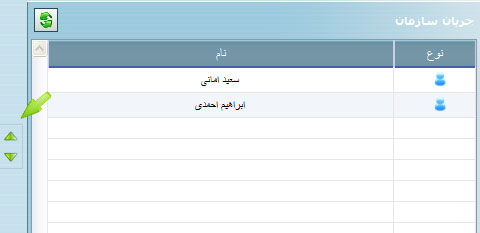 جریان سازمان
نوع نام
سعید امانی
ابراهیم احمدی